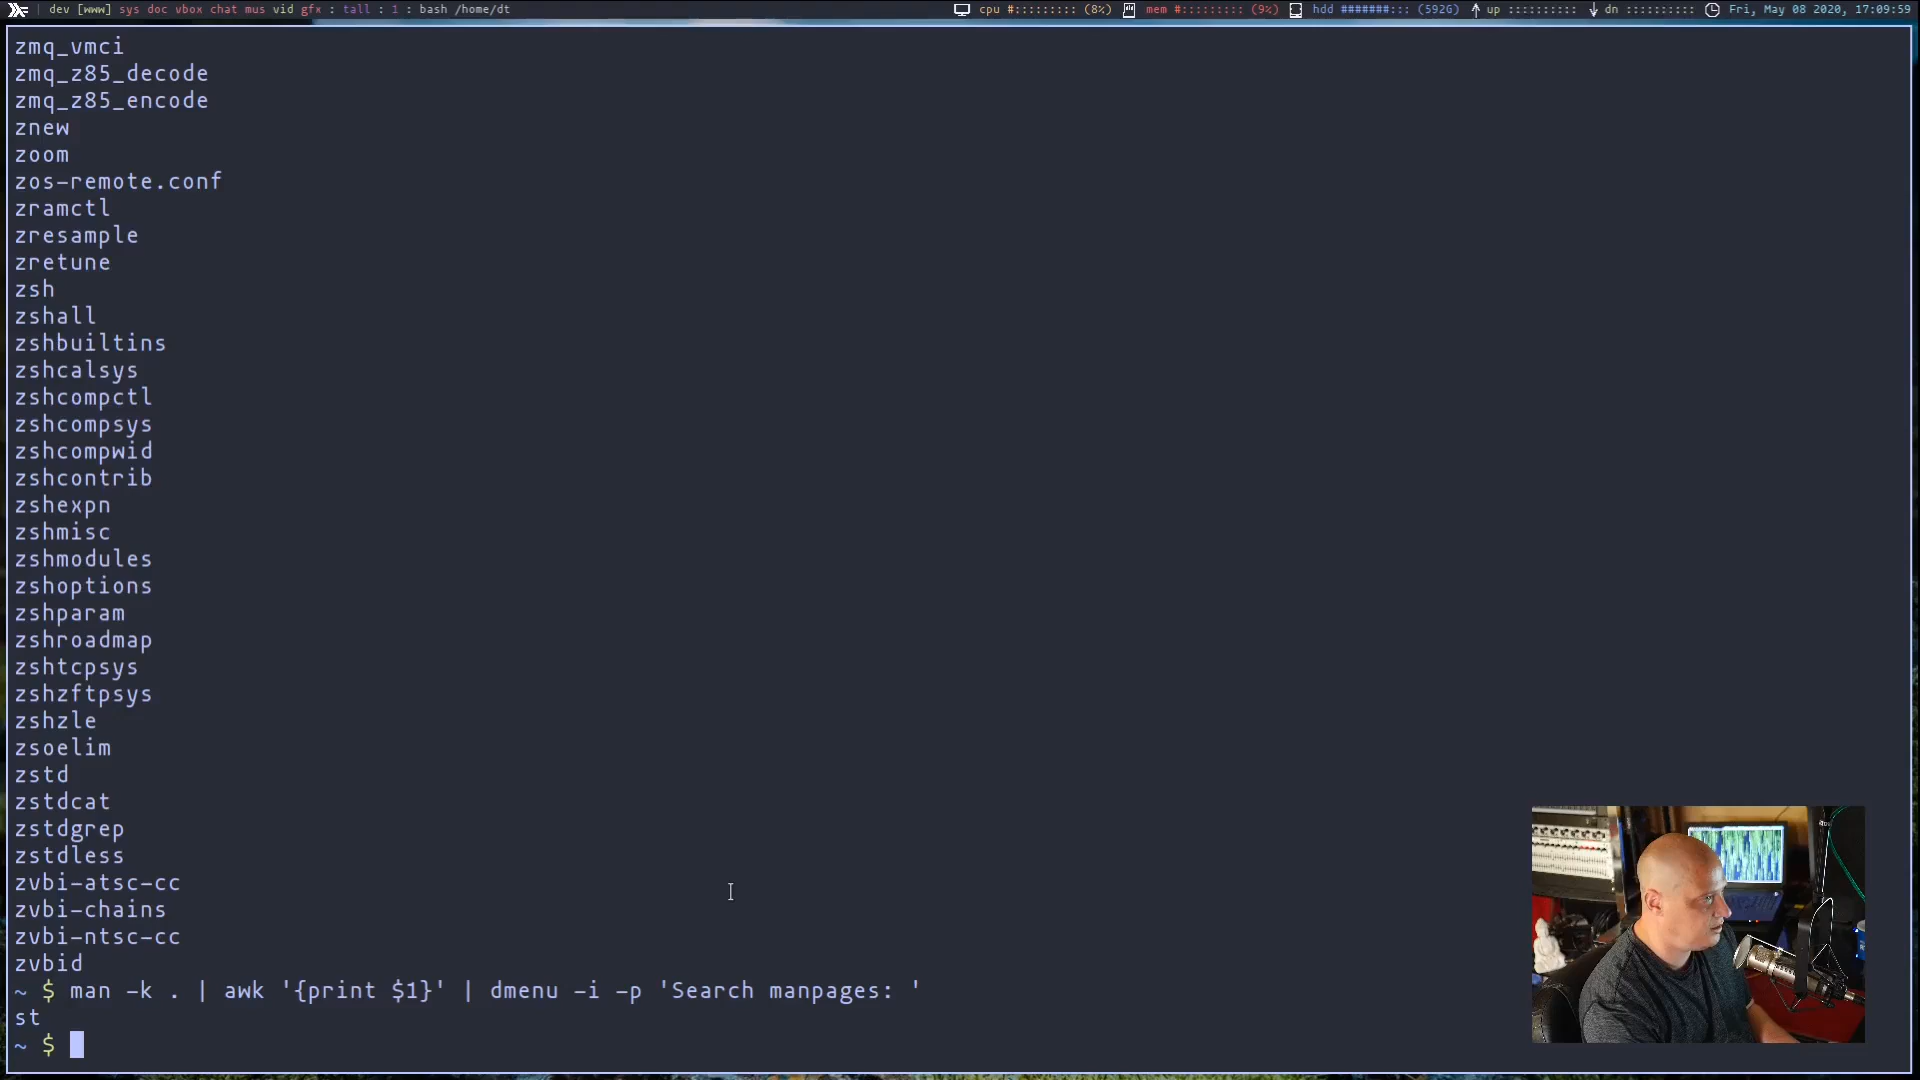 dev [www] sys doc vbox chat mus vid gfx : tall : 1 : bash /home/dt cpu #::::::::: (8%) mem #::::::::: (9%) hdd #######::: (592G) up :::::::::: dn :::::::::: Fri, May 08 2020, 17:09:59
zmq_vmci
zmq_z85_decode
zmq_z85_encode
znew
zoom
zos-remote.conf
zramctl
zresample
zretune
zsh
zshall
zshbuiltins
zshcalsys
zshcompctl
zshcompsys
zshcompwid
zshcontrib
zshexpn
zshmisc
zshmodules
zshoptions
zshparam
zshroadmap
zshtcpsys
zshzftpsys
zshzle
zsoelim
zstd
zstdcat
zstdgrep
zstdless
zvbi-atsc-cc
zvbi-chains
zvbi-ntsc-cc
zvbid
~ $ man -k . | awk '{print $1}' | dmenu -i -p 'Search manpages: '
st
~ $